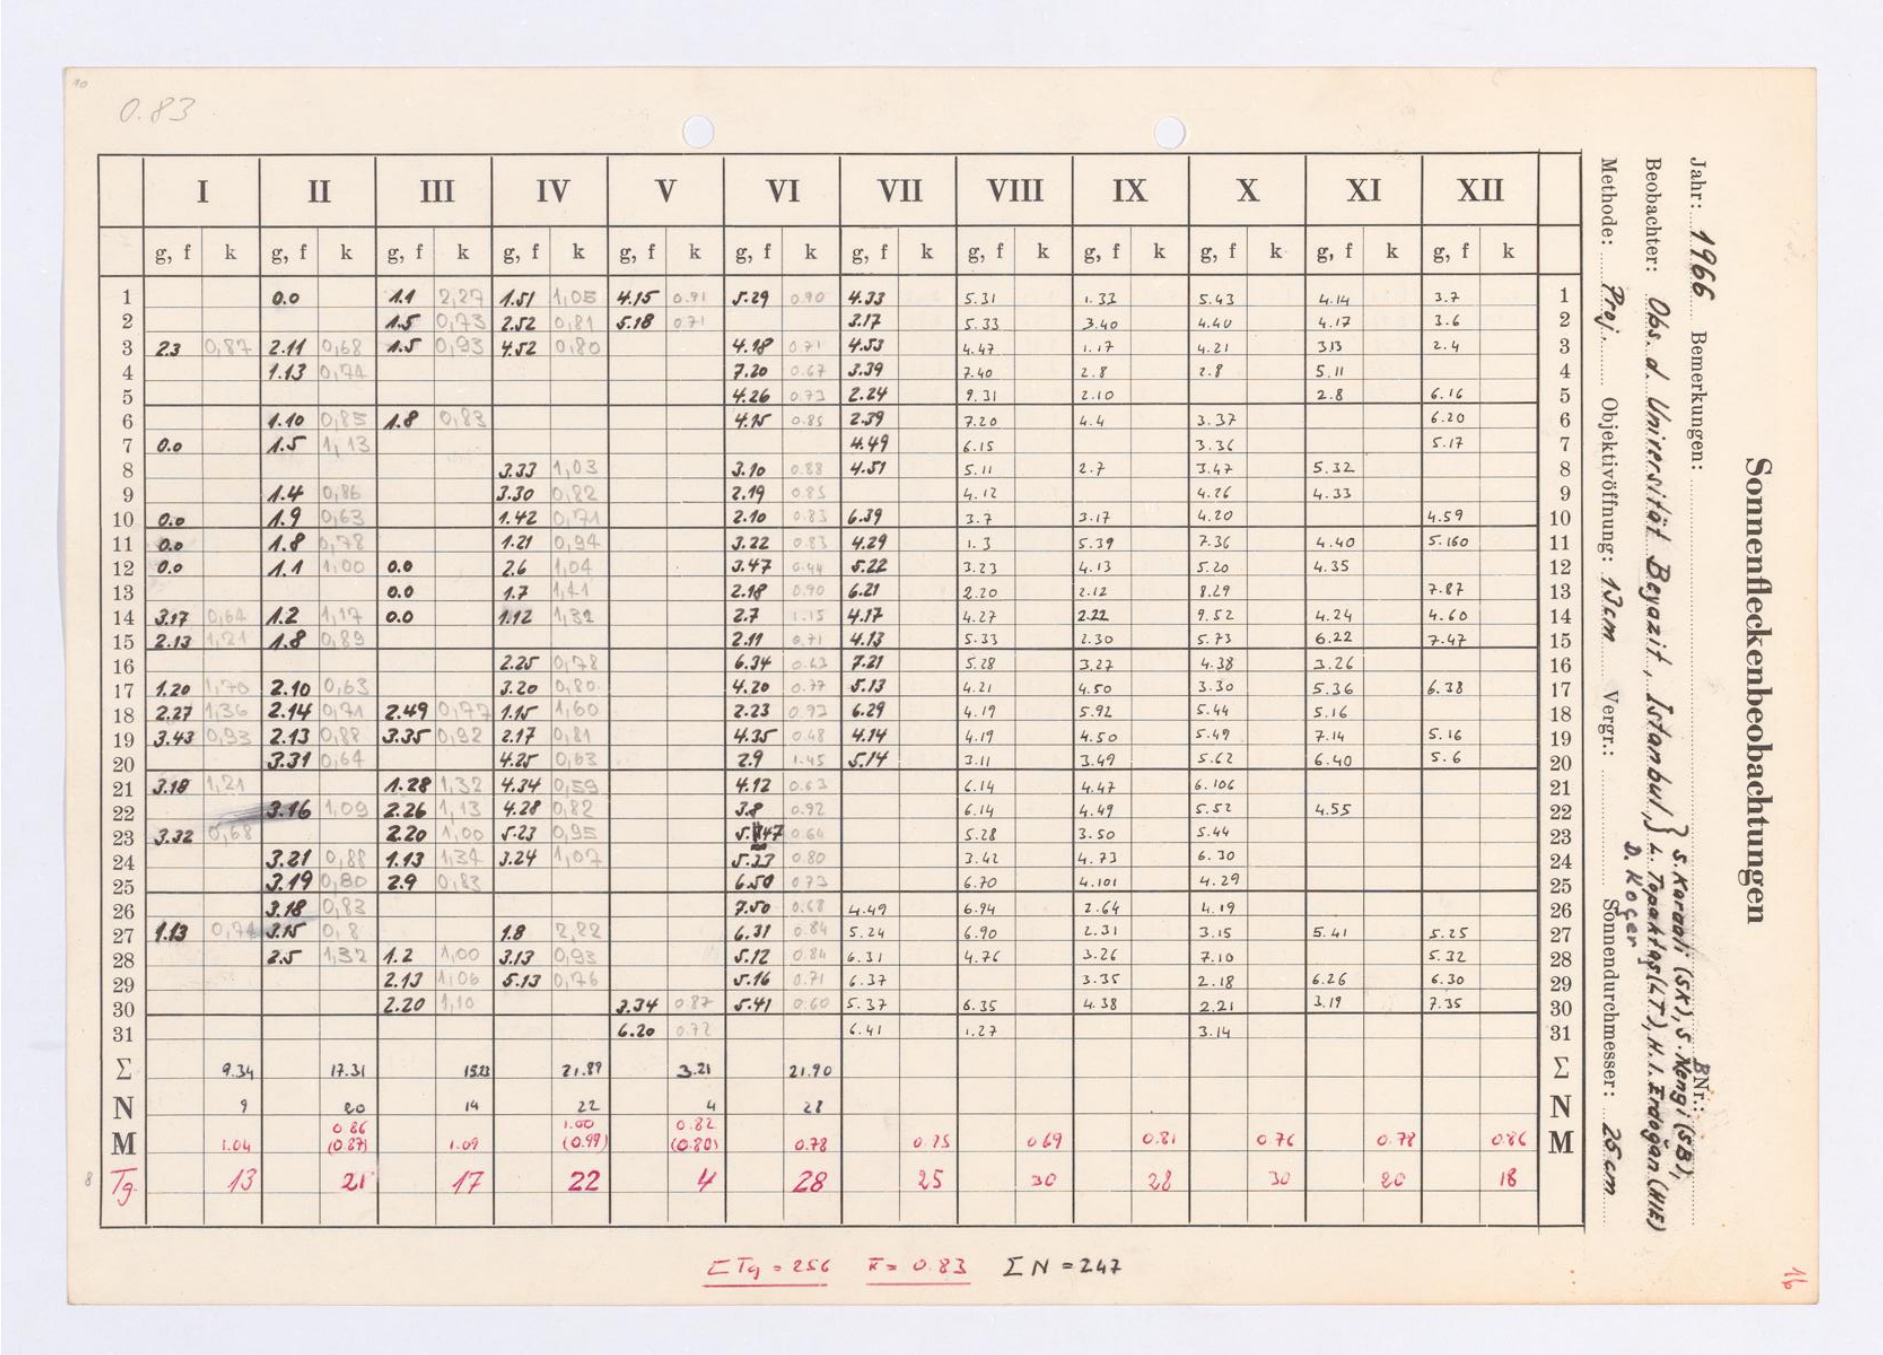 10
0.83
I II III IV V VI VII VIII IX X XI XII
g, f k g, f k g, f k g, f k g, f k g, f k g, f k g, f k g, f k g, f k g, f k g, f k
1 0.0 1.1 2,27 1.51 1,05 4.15 0.91 5.29 0.90 4.33 5.31 1.33 5.43 4.14 3.7 1
2 1.5 0,73 2.52 0,81 5.18 0.71 3.17 5.33 3.40 4.40 4.17 3.6 2
3 2.3 0,87 2.11 0,68 1.5 0,93 4.52 0,80 4.18 0.71 4.53 4.47 1.17 4.21 3.13 2.4 3
4 1.13 0,74 7.20 0.67 3.39 7.40 2.8 2.8 5.11 4
5 4.26 0.73 2.24 9.31 2.10 2.8 6.16 5
6 1.10 0,85 1.8 0,83 4.15 0.85 2.39 7.20 4.4 3.37 6.20 6
7 0.0 1.5 1,13 4.49 6.15 3.36 5.17 7
8 3.33 1,03 3.10 0.88 4.51 5.11 2.7 3.47 5.32 8
9 1.4 0,86 3.30 0,82 2.19 0.85 4.12 4.26 4.33 9
10 0.0 1.9 0,63 1.42 0,71 2.10 0.83 6.39 3.7 3.17 4.20 4.59 10
11 0.0 1.8 0,78 1.21 0,94 3.22 0.83 4.29 1.3 5.39 7.36 4.40 5.160 11
12 0.0 1.1 1,00 0.0 2.6 1,04 3.47 0.44 5.22 3.23 4.13 5.20 4.35 12
13 0.0 1.7 1,41 2.18 0.90 6.21 2.20 2.12 8.29 7.87 13
14 3.17 0,64 1.2 1,17 0.0 1.12 1,32 2.7 1.15 4.17 4.27 2.22 9.52 4.24 4.60 14
15 2.13 1,21 1.8 0,89 2.11 0.71 4.13 5.33 2.30 5.73 6.22 7.47 15
16 2.25 0,78 6.34 0.63 7.21 5.28 3.27 4.38 3.26 16
17 1.20 1,70 2.10 0,63 3.20 0,80 4.20 0.77 5.13 4.21 4.50 3.30 5.36 6.38 17
18 2.27 1,36 2.14 0,71 2.49 0,77 1.15 1,60 2.23 0.93 6.29 4.19 5.92 5.44 5.16 18
19 3.43 0,93 2.13 0,88 3.35 0,92 2.17 0,81 4.35 0.48 4.14 4.19 4.50 5.49 7.14 5.16 19
20 3.31 0,64 4.25 0,63 2.9 1.45 5.14 3.11 3.49 5.62 6.40 5.6 20
21 3.18 1,21 1.28 1,32 4.34 0,59 4.12 0.63 6.14 4.47 6.106 21
22 3.16 1,09 2.26 1,13 4.28 0,82 3.8 0.92 6.14 4.49 5.52 4.55 22
23 3.32 0,68 2.20 1,00 5.23 0,95 5.47 0.64 5.28 3.50 5.44 23
24 3.21 0,88 1.13 1,34 3.24 1,07 5.33 0.80 3.42 4.73 6.30 24
25 3.19 0,80 2.9 0,83 6.50 0.73 6.70 4.101 4.29 25
26 3.18 0,83 7.50 0.68 4.49 6.94 2.64 4.19 26
27 1.13 0,74 3.15 0,8 1.8 2,22 6.31 0.84 5.24 6.90 2.31 3.15 5.41 5.25 27
28 2.5 1,32 1.2 1,00 3.13 0,93 5.12 0.84 6.31 4.76 3.26 7.10 5.32 28
29 2.13 1,06 5.13 0,76 5.16 0.71 6.37 3.35 2.18 6.26 6.30 29
30 2.20 1,10 3.34 0.87 5.41 0.60 5.37 6.35 4.38 2.21 3.19 7.35 30
31 6.20 0.72 6.41 1.27 3.14 31
Σ 9.34 17.31 15.23 21.89 3.21 21.90 Σ
N 9 20 14 22 4 28 N
0.86 1.00 0.82
M 1.04 (0.87) 1.09 (0.99) (0.80) 0.78 0.75 0.69 0.81 0.76 0.78 0.86 M
8 Tg. 13 21 17 22 4 28 25 30 28 30 20 18
ΣTg = 256 k̄ = 0.83 ΣN = 247
16
Sonnenfleckenbeobachtungen
Jahr: 1966 Bemerkungen: BNr.:
Beobachter: Obs. d. Universität Beyazit, Istanbul, } S. Karaali (SK), S. Nengi (SB),
L. Topaktaş (LT), H. I. Erdoğan (HIE)
D. Koçer
Methode: Proj. Objektivöffnung: 13cm Vergr.: Sonnendurchmesser: 25cm